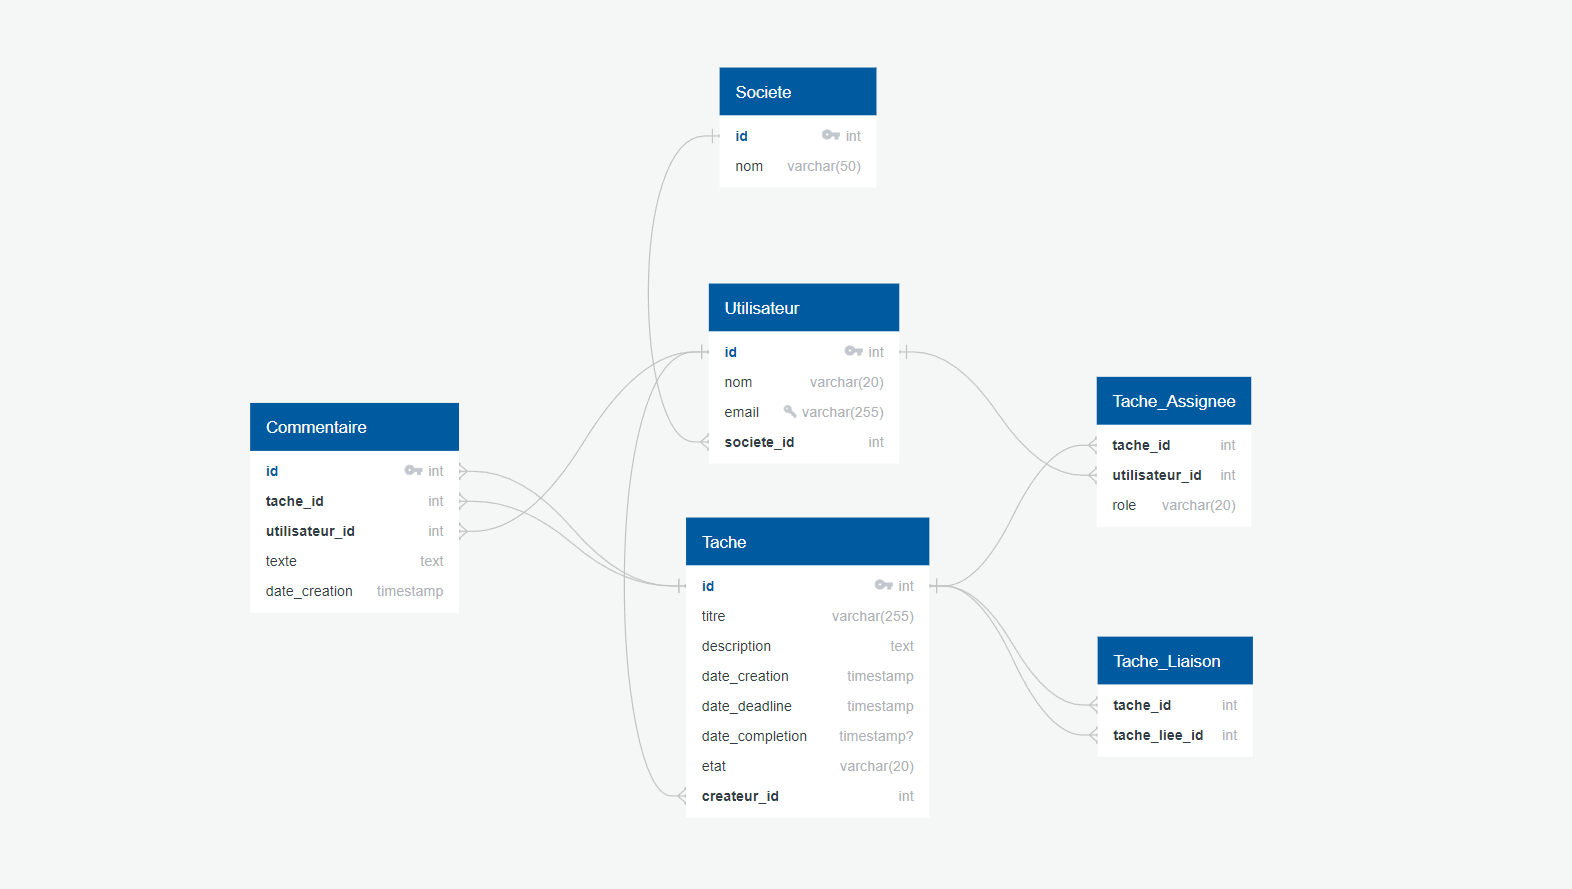 Societe
id int
nom varchar(50)
Utilisateur
id int
nom varchar(20)
email varchar(255)
societe_id int
Commentaire
id int
tache_id int
utilisateur_id int
texte text
date_creation timestamp
Tache
id int
titre varchar(255)
description text
date_creation timestamp
date_deadline timestamp
date_completion timestamp?
etat varchar(20)
createur_id int
Tache_Assignee
tache_id int
utilisateur_id int
role varchar(20)
Tache_Liaison
tache_id int
tache_liee_id int